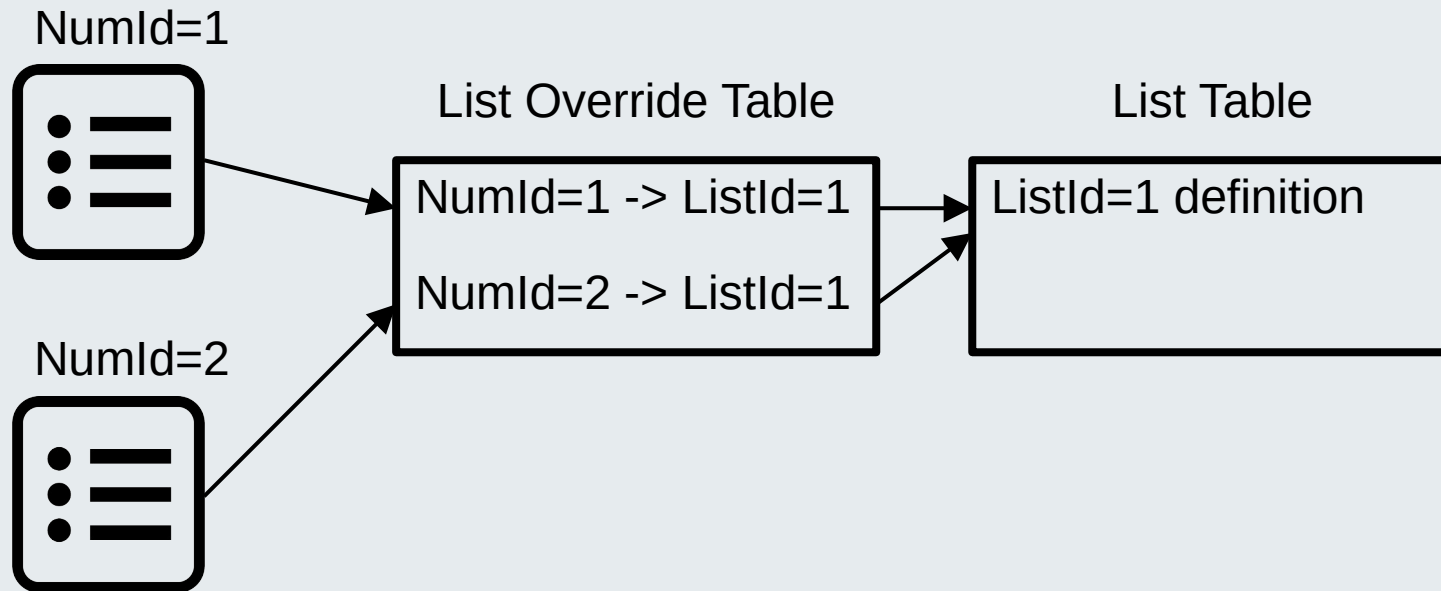 NumId=1
List Override Table
List Table
NumId=1 -> ListId=1
ListId=1 definition
NumId=2 -> ListId=1
NumId=2